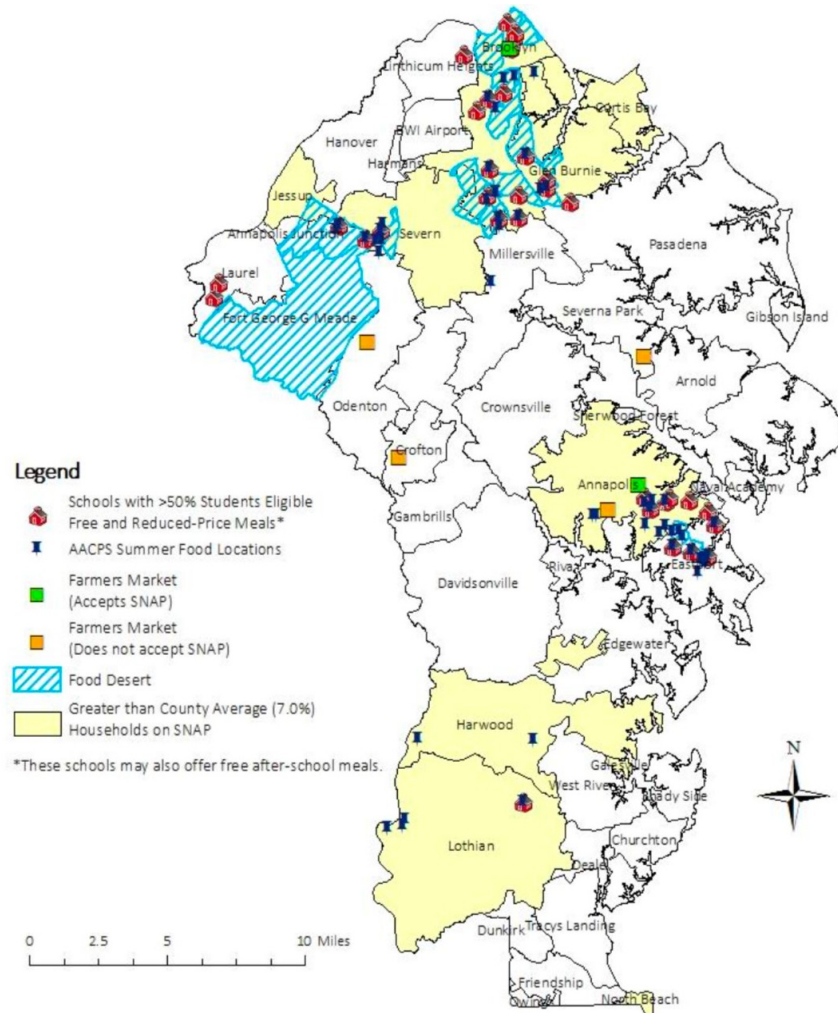 Brooklyn
Linthicum Heights
Curtis Bay
BWI Airport
Hanover
Harmans
Glen Burnie
Jessup
Annapolis Junction
Severn
Pasadena
Millersville
Laurel
Fort George G Meade
Severna Park
Gibson Island
Arnold
Odenton
Crownsville
Sherwood Forest
Crofton
Legend
Annapolis
Naval Academy
Schools with >50% Students Eligible
Free and Reduced-Price Meals*
Gambrills
AACPS Summer Food Locations
Riva
Eastport
Farmers Market
(Accepts SNAP)
Davidsonville
Farmers Market
(Does not accept SNAP)
Edgewater
Food Desert
Greater than County Average (7.0%)
Households on SNAP
Harwood
*These schools may also offer free after-school meals.
Galesville
N
West River
Shady Side
Lothian
Churchton
Deale
Dunkirk
Tracys Landing
0 2.5 5 10 Miles
Friendship
Owings
North Beach